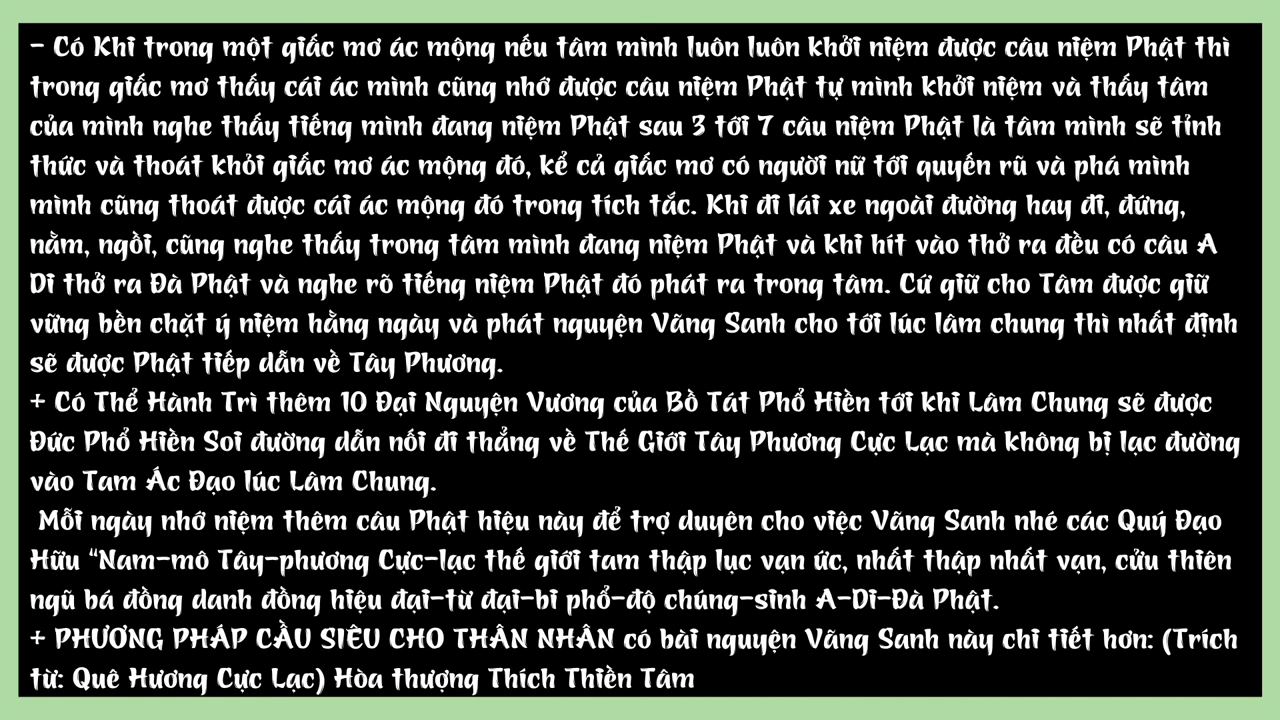 - Có Khi trong một giấc mơ ác mộng nếu tâm mình luôn luôn khởi niệm được câu niệm Phật thì
trong giấc mơ thấy cái ác mình cũng nhớ được câu niệm Phật tự mình khởi niệm và thấy tâm
của mình nghe thấy tiếng mình đang niệm Phật sau 3 tới 7 câu niệm Phật là tâm mình sẽ tỉnh
thức và thoát khỏi giấc mơ ác mộng đó, kể cả giấc mơ có người nữ tới quyến rũ và phá mình
mình cũng thoát được cái ác mộng đó trong tích tắc. Khi đi lái xe ngoài đường hay đi, đứng,
nằm, ngồi, cũng nghe thấy trong tâm mình đang niệm Phật và khi hít vào thở ra đều có câu A
Di thở ra Đà Phật và nghe rõ tiếng niệm Phật đó phát ra trong tâm. Cứ giữ cho Tâm được giữ
vững bền chặt ý niệm hằng ngày và phát nguyện Vãng Sanh cho tới lúc lâm chung thì nhất định
sẽ được Phật tiếp dẫn về Tây Phương.
+ Có Thể Hành Trì thêm 10 Đại Nguyện Vương của Bồ Tát Phổ Hiền tới khi Lâm Chung sẽ được
Đức Phổ Hiền Soi đường dẫn nối đi thẳng về Thế Giới Tây Phương Cực Lạc mà không bị lạc đường
vào Tam Ác Đạo lúc Lâm Chung.
Mỗi ngày nhớ niệm thêm câu Phật hiệu này để trợ duyên cho việc Vãng Sanh nhé các Quý Đạo
Hữu “Nam-mô Tây-phương Cực-lạc thế giới tam thập lục vạn ức, nhất thập nhất vạn, cửu thiên
ngũ bá đồng danh đồng hiệu đại-từ đại-bi phổ-độ chúng-sinh A-Di-Đà Phật.
+ PHƯƠNG PHÁP CẦU SIÊU CHO THÂN NHÂN có bài nguyện Vãng Sanh này chi tiết hơn: (Trích
từ: Quê Hương Cực Lạc) Hòa thượng Thích Thiền Tâm